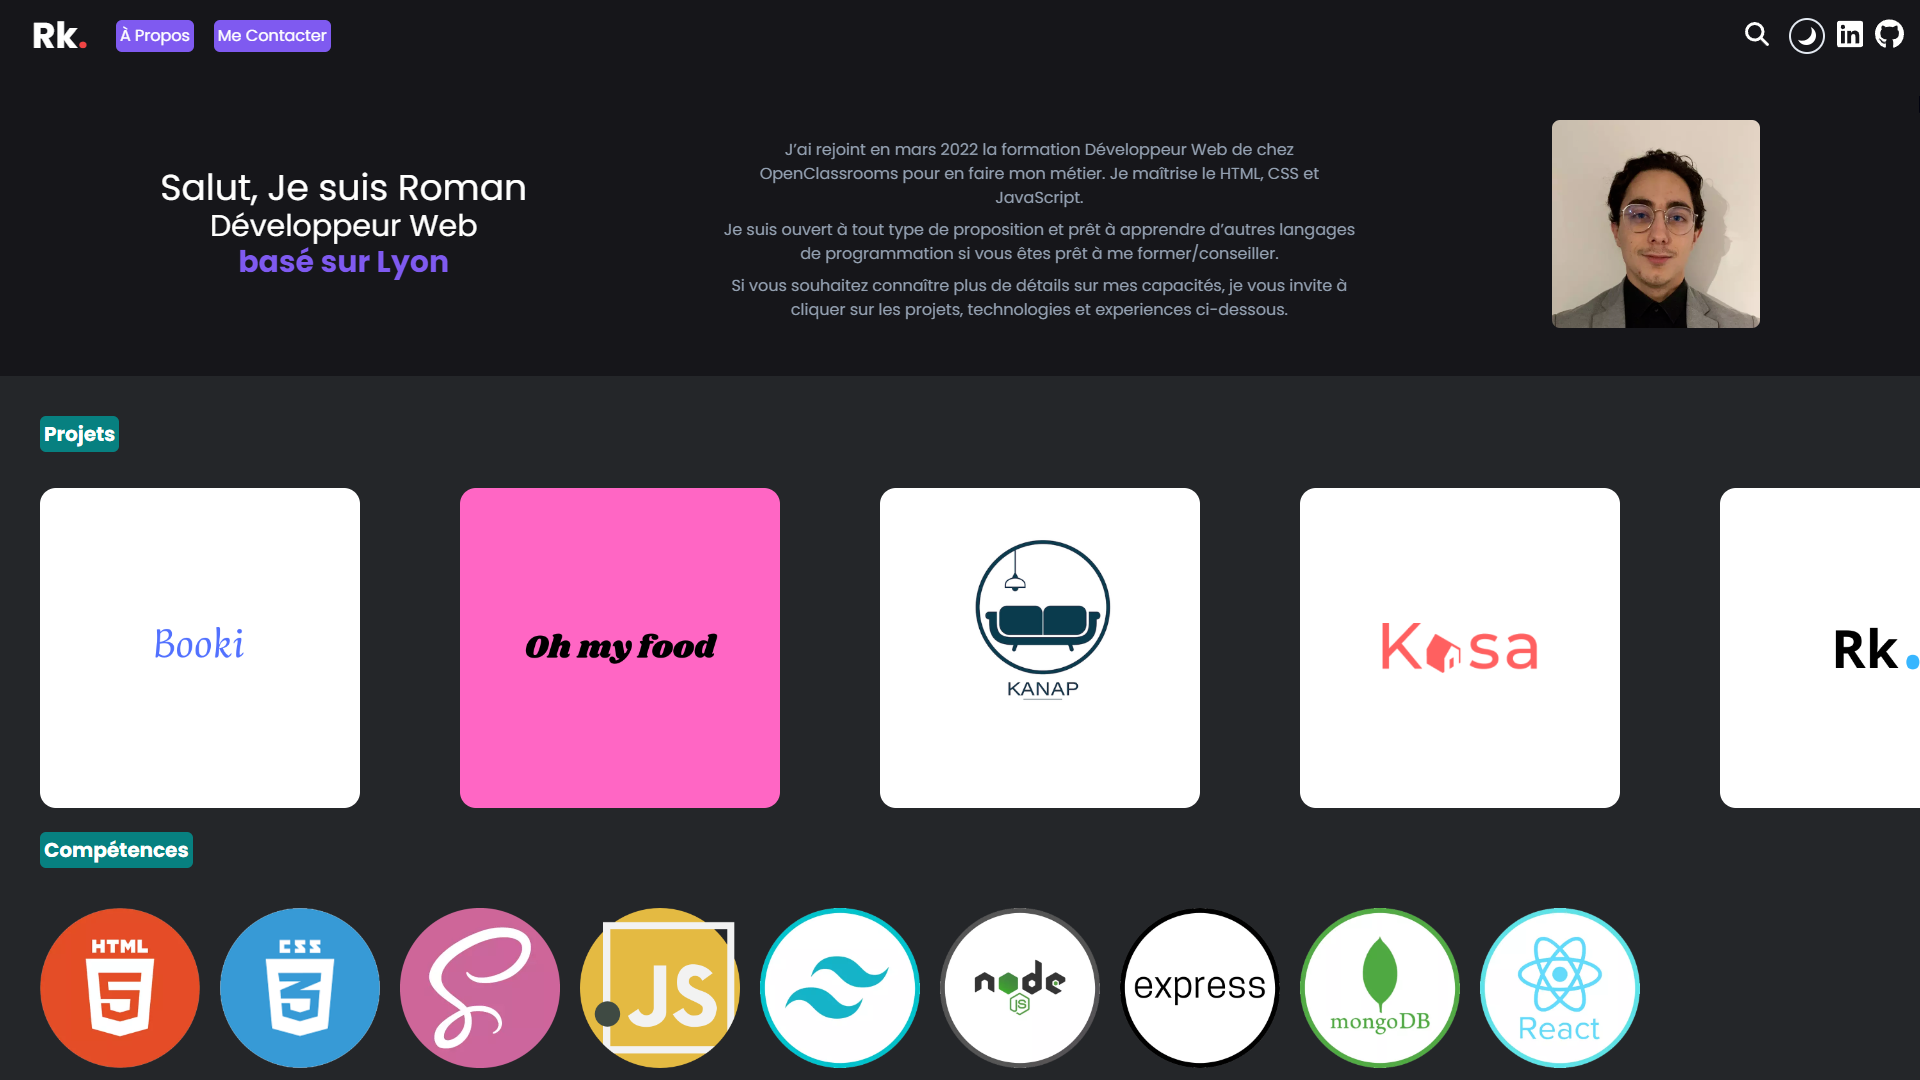 Rk.
À Propos
Me Contacter
in
Salut, Je suis Roman
Développeur Web
basé sur Lyon
J'ai rejoint en mars 2022 la formation Développeur Web de chez
OpenClassrooms pour en faire mon métier. Je maîtrise le HTML, CSS et
JavaScript.
Je suis ouvert à tout type de proposition et prêt à apprendre d'autres langages
de programmation si vous êtes prêt à me former/conseiller.
Si vous souhaitez connaître plus de détails sur mes capacités, je vous invite à
cliquer sur les projets, technologies et experiences ci-dessous.
Projets
Booki
Oh my food
KANAP
Kasa
Rk.
Compétences
HTML
5
CSS
3
S
JS
node
JS
express
mongoDB
React